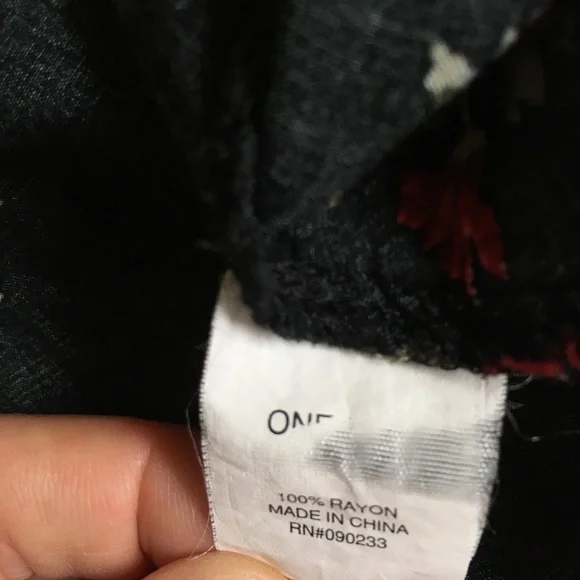 ONE
100% RAYON
MADE IN CHINA
RN#090233